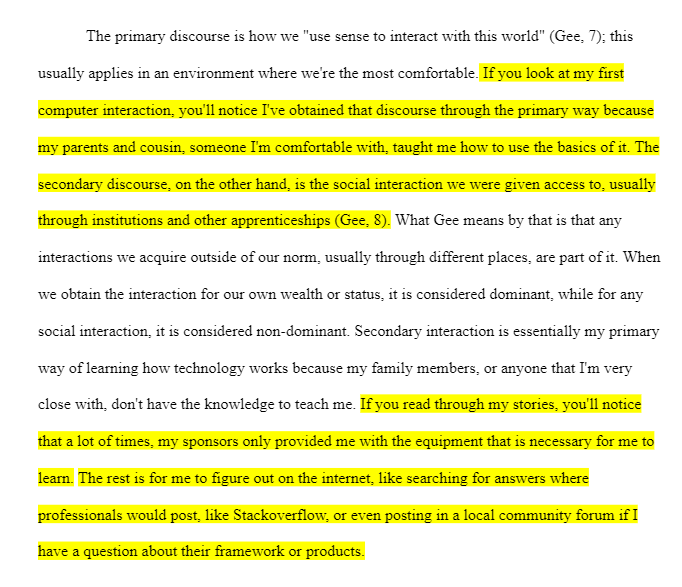 The primary discourse is how we "use sense to interact with this world" (Gee, 7); this
usually applies in an environment where we're the most comfortable. If you look at my first
computer interaction, you'll notice I've obtained that discourse through the primary way because
my parents and cousin, someone I'm comfortable with, taught me how to use the basics of it. The
secondary discourse, on the other hand, is the social interaction we were given access to, usually
through institutions and other apprenticeships (Gee, 8). What Gee means by that is that any
interactions we acquire outside of our norm, usually through different places, are part of it. When
we obtain the interaction for our own wealth or status, it is considered dominant, while for any
social interaction, it is considered non-dominant. Secondary interaction is essentially my primary
way of learning how technology works because my family members, or anyone that I'm very
close with, don't have the knowledge to teach me. If you read through my stories, you'll notice
that a lot of times, my sponsors only provided me with the equipment that is necessary for me to
learn. The rest is for me to figure out on the internet, like searching for answers where
professionals would post, like Stackoverflow, or even posting in a local community forum if I
have a question about their framework or products.